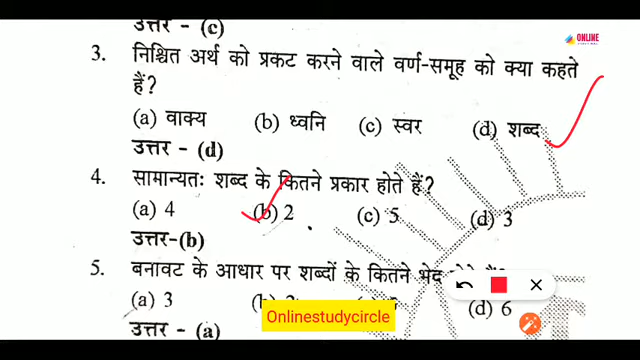 उत्तर - (c)
ONLINE
3. निश्चित अर्थ को प्रकट करने वाले वर्ण-समूह को क्या कहते
हैं?
(a) वाक्य (b) ध्वनि (c) स्वर (d) शब्द
उत्तर - (d)
4. सामान्यतः शब्द के कितने प्रकार होते हैं?
(a) 4 (b) 2 (c) 5 (d) 3
उत्तर-(b)
5. बनावट के आधार पर शब्दों के कितने भेद
(a) 3 (d) 6
Onlinestudycircle
उत्तर - (a)